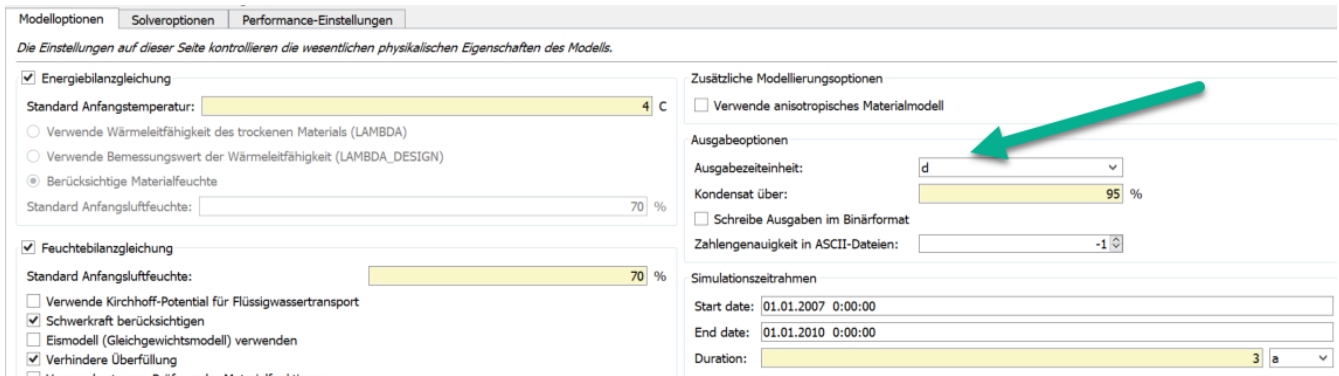 Modelloptionen
Solveroptionen
Performance-Einstellungen
Die Einstellungen auf dieser Seite kontrollieren die wesentlichen physikalischen Eigenschaften des Modells.
Energiebilanzgleichung
Standard Anfangstemperatur: 4 C
Verwende Wärmeleitfähigkeit des trockenen Materials (LAMBDA)
Verwende Bemessungswert der Wärmeleitfähigkeit (LAMBDA_DESIGN)
Berücksichtige Materialfeuchte
Standard Anfangsluftfeuchte: 70 %
Feuchtebilanzgleichung
Standard Anfangsluftfeuchte: 70 %
Verwende Kirchhoff-Potential für Flüssigwassertransport
Schwerkraft berücksichtigen
Eismodell (Gleichgewichtsmodell) verwenden
Verhindere Überfüllung
Zusätzliche Modellierungsoptionen
Verwende anisotropisches Materialmodell
Ausgabeoptionen
Ausgabezeiteinheit: d
Kondensat über: 95 %
Schreibe Ausgaben im Binärformat
Zahlengenauigkeit in ASCII-Dateien: -1
Simulationszeitrahmen
Start date: 01.01.2007 0:00:00
End date: 01.01.2010 0:00:00
Duration: 3 a